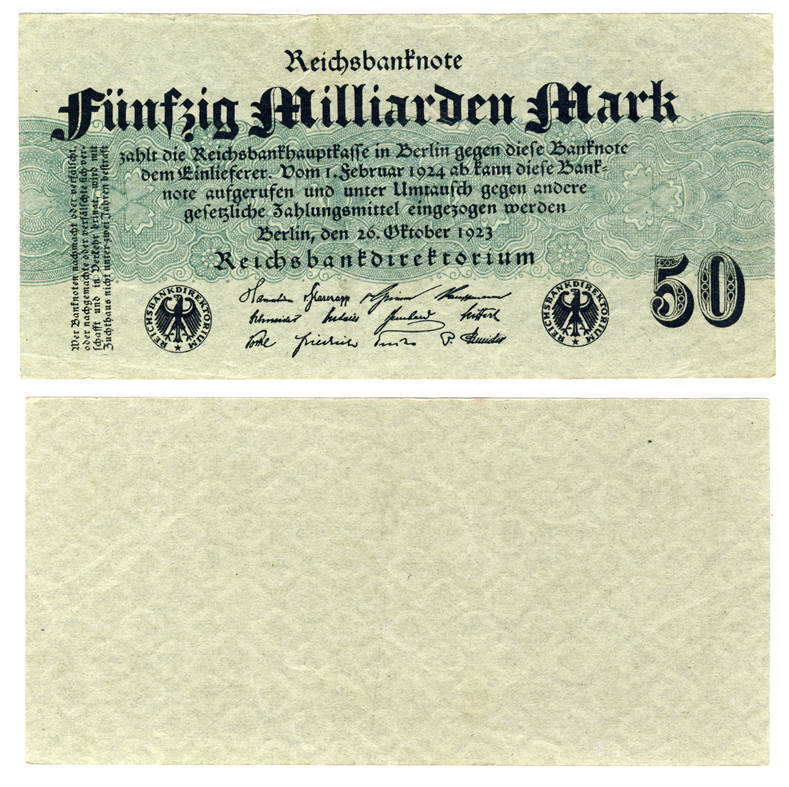 Reichsbanknote
Fünfzig Milliarden Mark
zahlt die Reichsbankhauptkasse in Berlin gegen diese Banknote
dem Einlieferer. Vom 1. Februar 1924 ab kann diese Bank-
note aufgerufen und unter Umtausch gegen andere
gesetzliche Zahlungsmittel eingezogen werden
Berlin, den 26. Oktober 1923
Reichsbankdirektorium
Wer Banknoten nachmacht oder verfälscht,
oder nachgemachte oder verfälschte sich ver-
schafft und in Verkehr bringt, wird mit
Zuchthaus nicht unter zwei Jahren bestraft
REICHSBANKDIREKTORIUM
REICHSBANKDIREKTORIUM
50